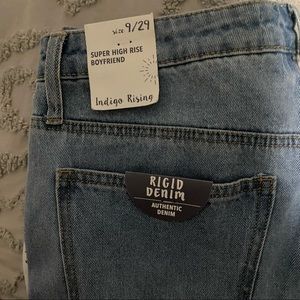 size 9/29
SUPER HIGH RISE
BOYFRIEND
Indigo Rising
RIGID
DENIM
AUTHENTIC
DENIM